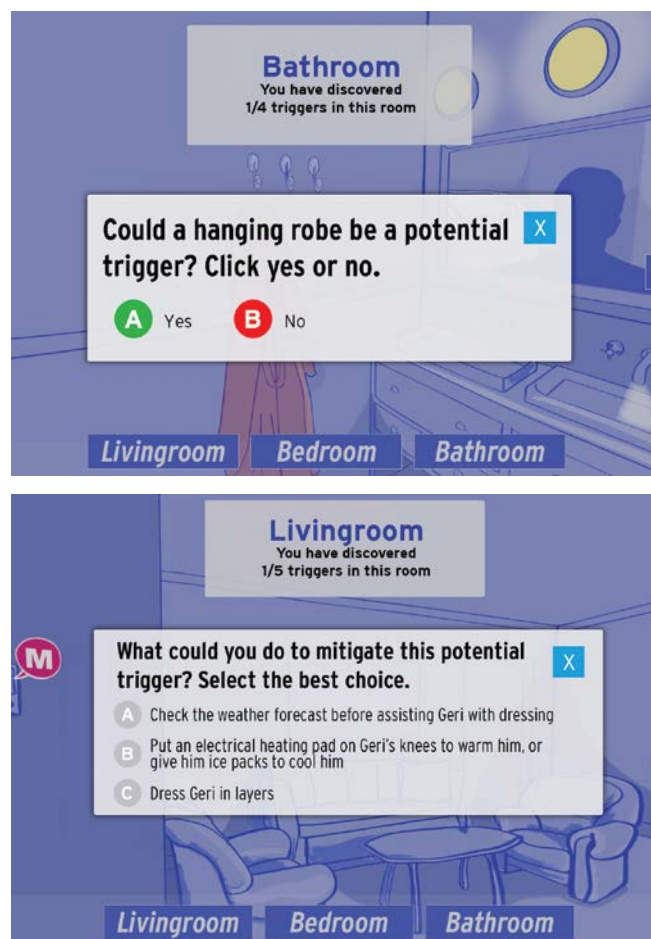 Bathroom
You have discovered
1/4 triggers in this room
Could a hanging robe be a potential X
trigger? Click yes or no.
A Yes B No
Livingroom Bedroom Bathroom
Livingroom
You have discovered
1/5 triggers in this room
M
What could you do to mitigate this potential X
trigger? Select the best choice.
A Check the weather forecast before assisting Geri with dressing
B Put an electrical heating pad on Geri's knees to warm him, or
give him ice packs to cool him
C Dress Geri in layers
Livingroom Bedroom Bathroom